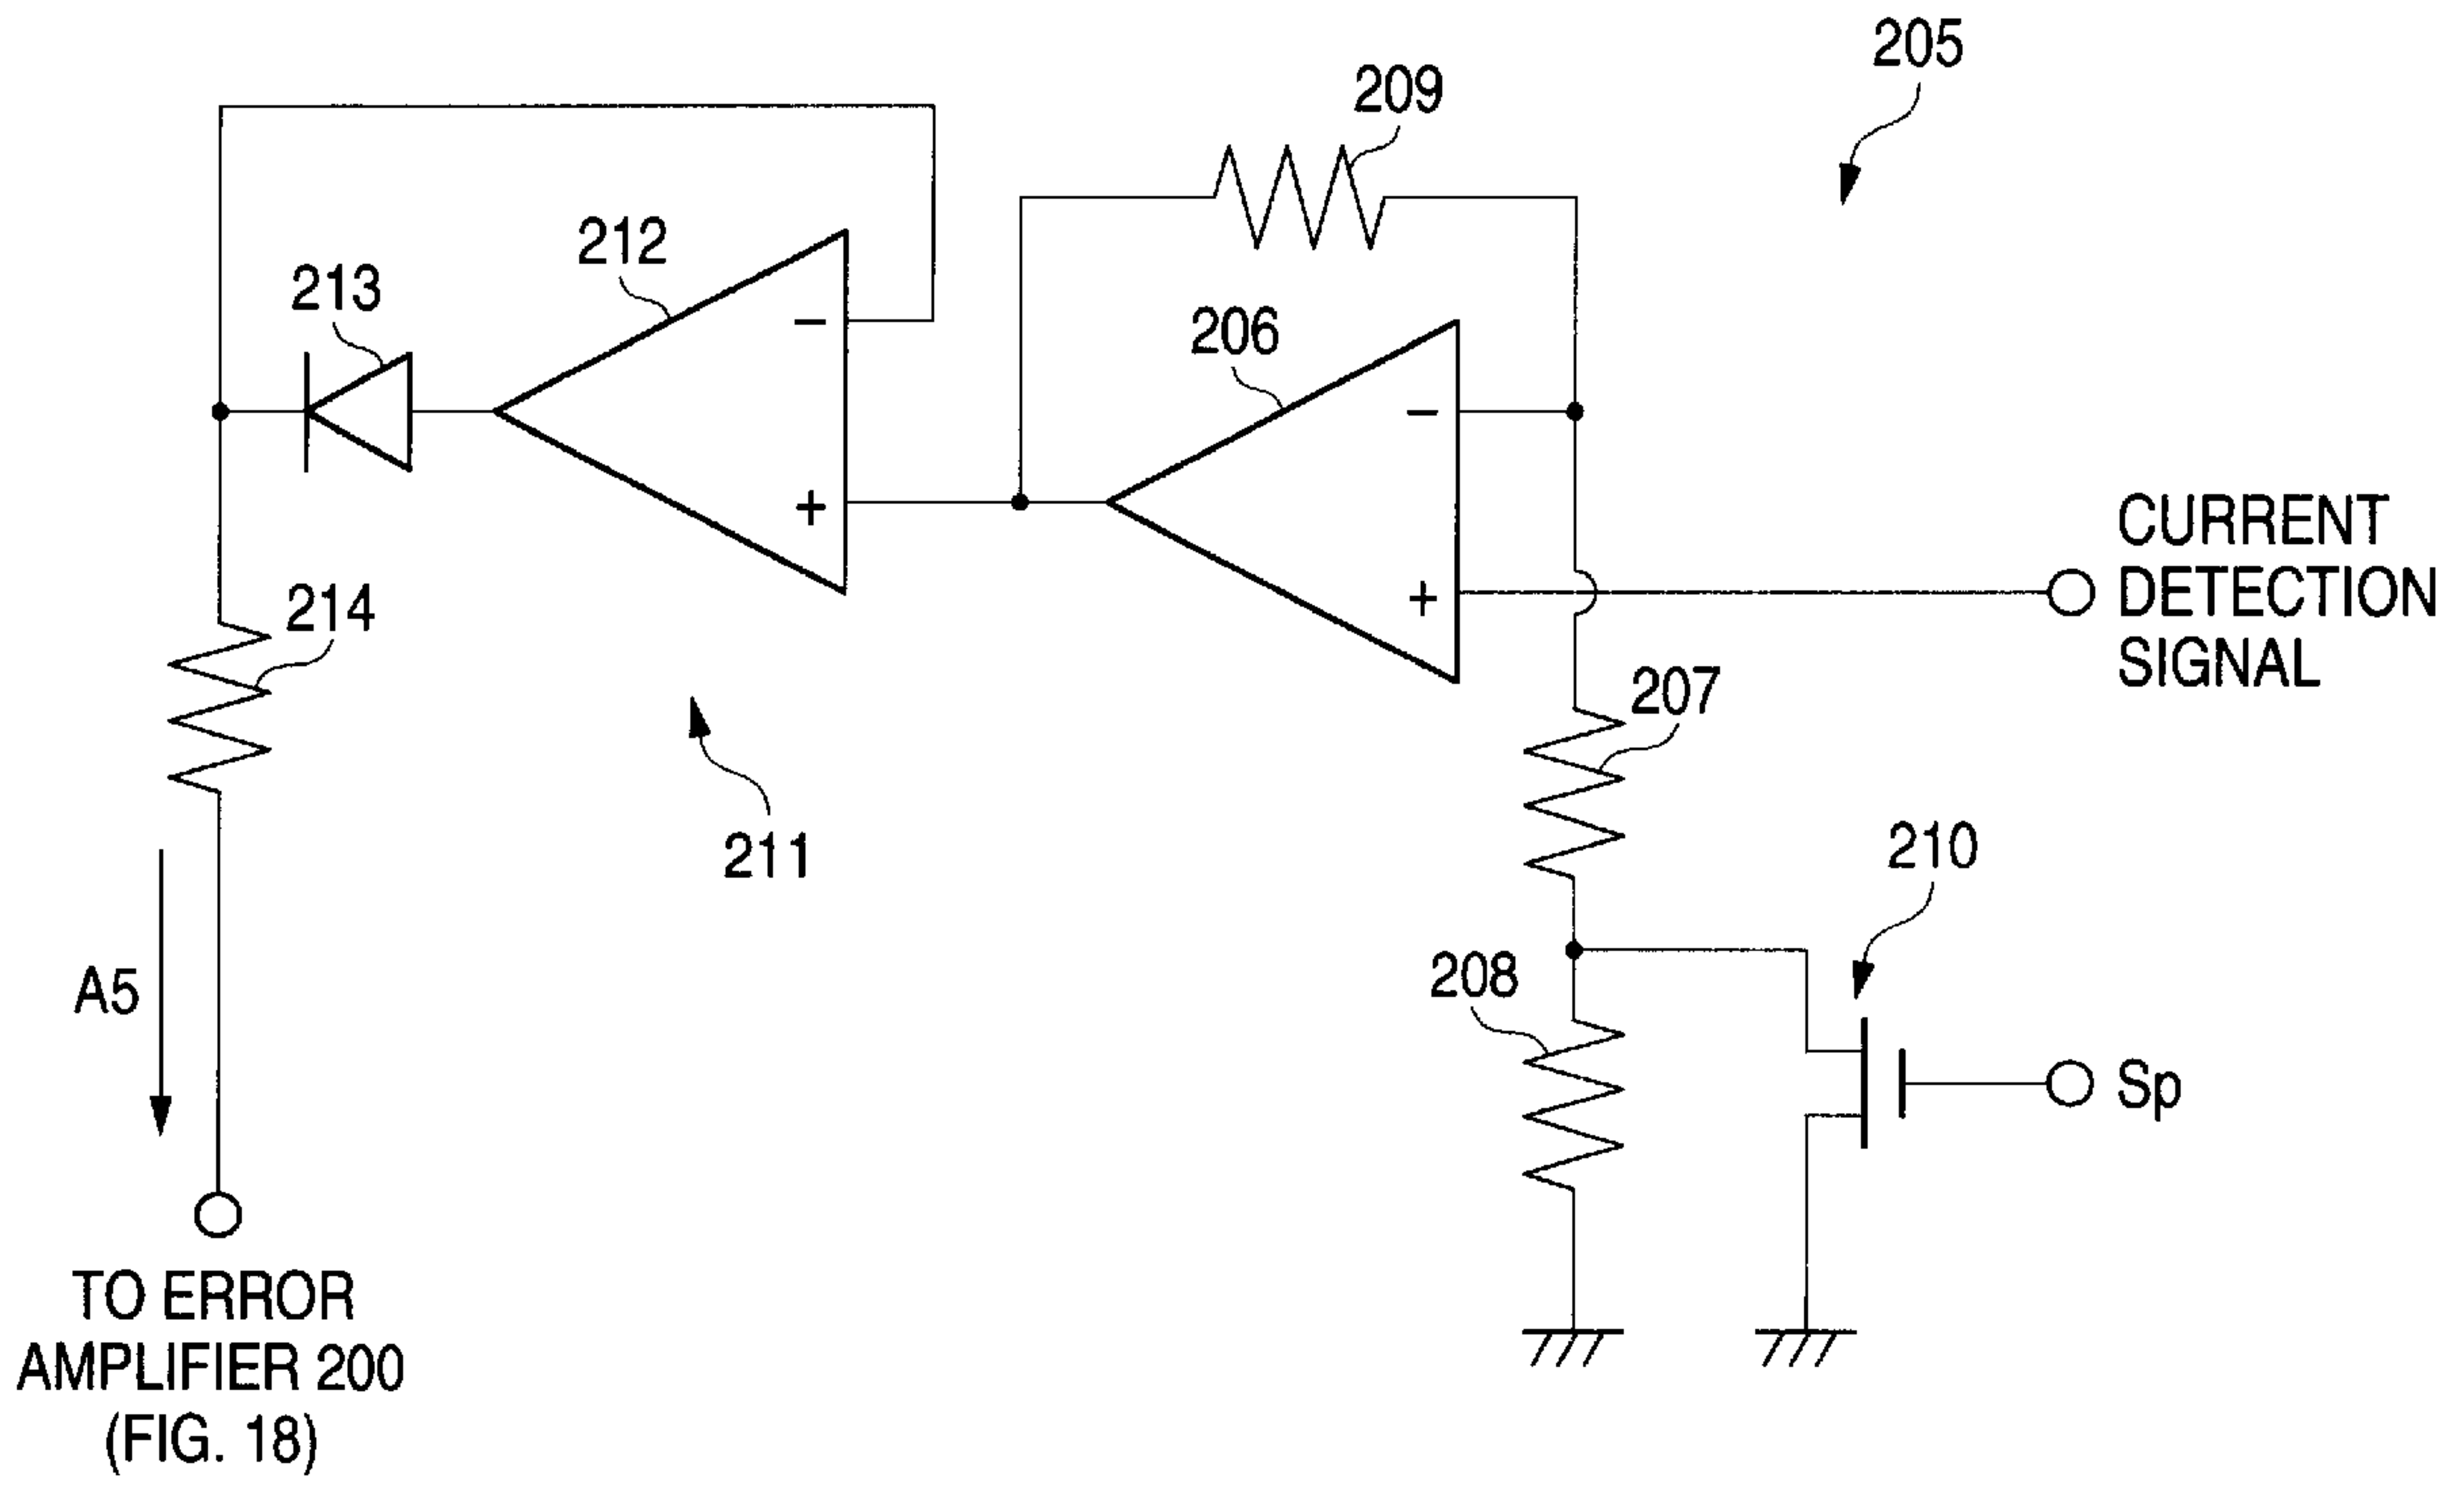 205
209
212
213
206
−
−
+
+
CURRENT
DETECTION
SIGNAL
214
207
211
210
208
A5
Sp
TO ERROR
AMPLIFIER 200
(FIG. 18)